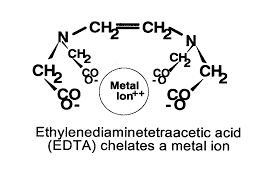 N CH2 CH2 N
CH2 CH2
CH2 CO O- Metal Ion++ CO O- CH2
CO O- CO O-
Ethylenediaminetetraacetic acid
(EDTA) chelates a metal ion